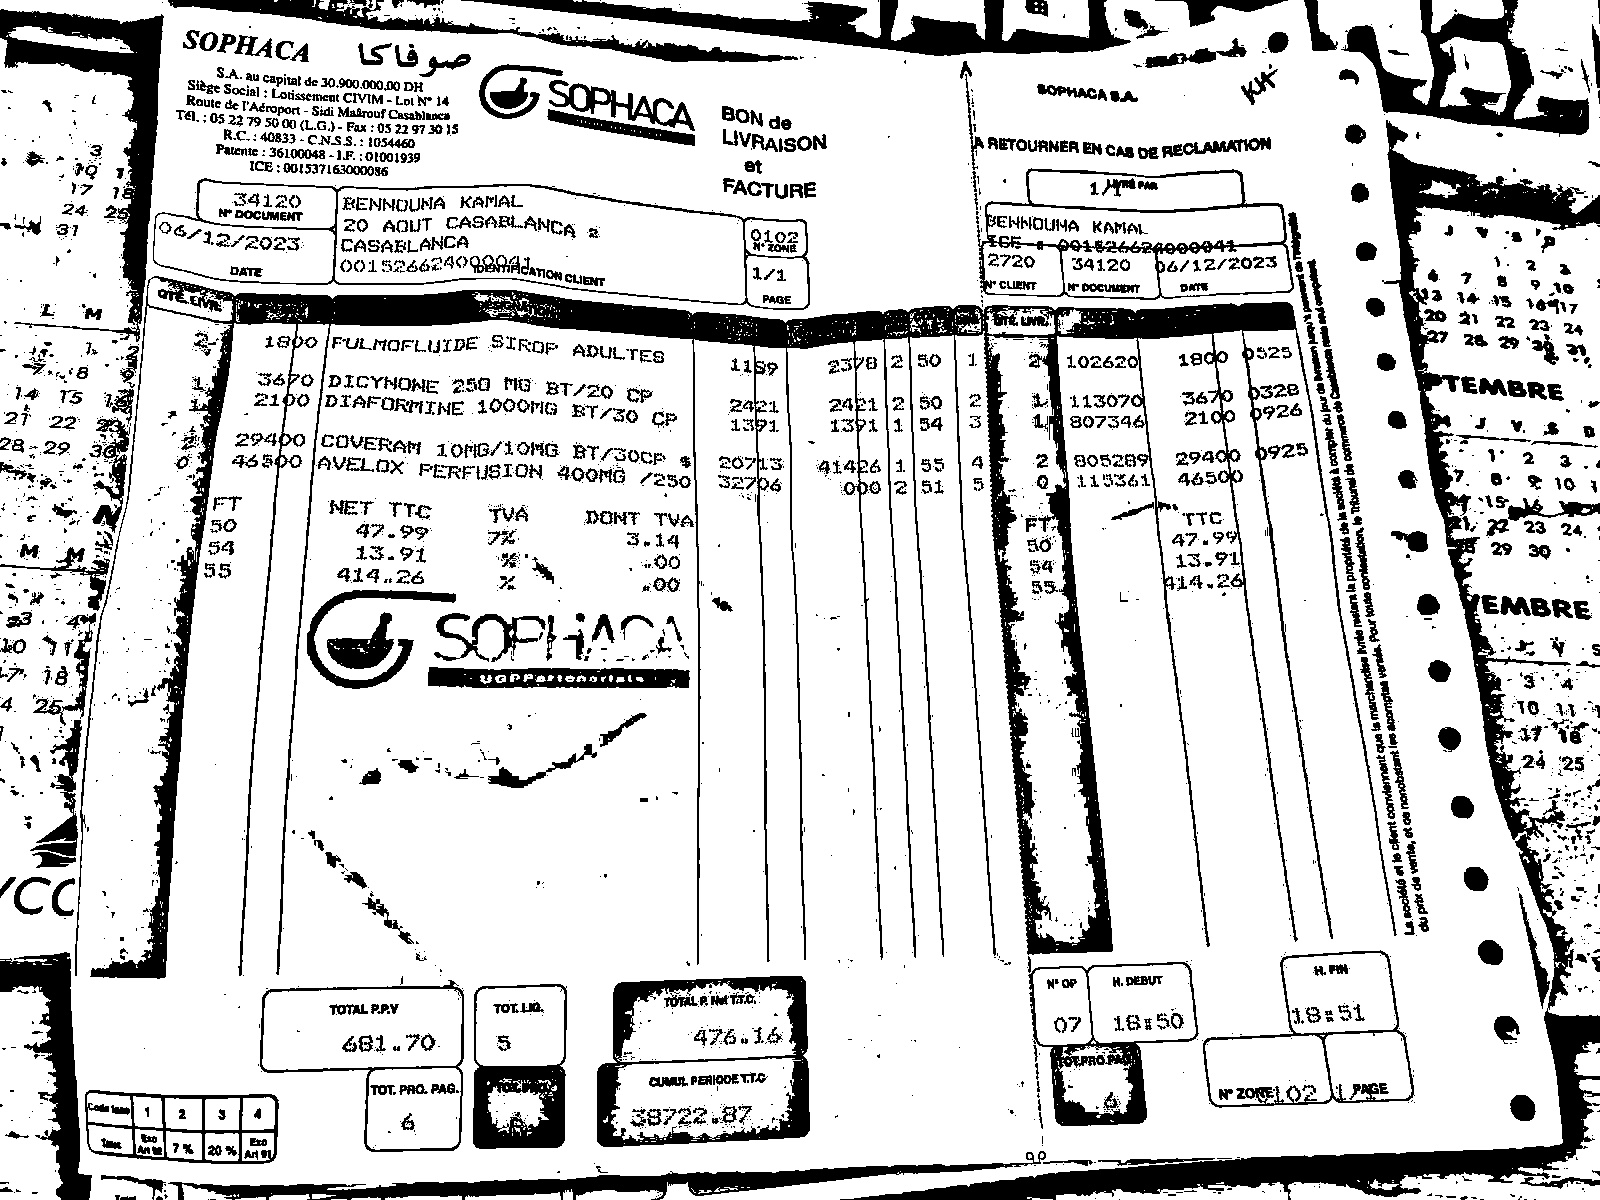 SOPHACA صوفاكا
S.A. au capital de 30.900.000.00 DH
Siège Social : Lotissement CIVIM - Lot N° 14
Route de l'Aéroport - Sidi Maârouf Casablanca
Tél. : 05 22 79 50 00 (L.G.) - Fax : 05 22 97 30 15
R.C. : 40833 - C.N.S.S. : 1054460
Patente : 36100048 - I.F. : 01001939
ICE : 001537163000086
SOPHACA
BON de
LIVRAISON
et
FACTURE
34120
N° DOCUMENT
06/12/2023
DATE
BENNOUNA KAMAL
20 AOUT CASABLANCA 2
CASABLANCA
001526624000041
IDENTIFICATION CLIENT
0102
N° ZONE
1/1
PAGE
SOPHACA S.A.
A RETOURNER EN CAS DE RECLAMATION
LIVRÉ PAR
1/1
BENNOUNA KAMAL
ICE : 001526624000041
2720 34120 06/12/2023
N° CLIENT N° DOCUMENT DATE
QTÉ. LIVR.
1800 PULMOFLUIDE SIROP ADULTES 1189 2378 2 50 1
3670 DICYNONE 250 MG BT/20 CP 2421 2421 2 50 2
2100 DIAFORMINE 1000MG BT/30 CP 1391 1391 1 54 3
2 29400 COVERAM 10MG/10MG BT/30CP $ 20713 41426 1 55 4
0 46500 AVELOX PERFUSION 400MG /250 32706 000 2 51 5
FT NET TTC TVA DONT TVA
50 47.99 7% 3.14
54 13.91 % .00
55 414.26 % .00
QTÉ. LIVR.
2 102620 1800 0525
1 113070 3670 0328
1 807346 2100 0926
2 805289 29400 0925
0 115361 46500
FT TTC
50 47.99
54 13.91
55 414.26
SOPHACA
UGP Partenariats
La société et le client conviennent que la marchandise livrée restera la propriété de la société à compter du jour de livraison jusqu'à paiement de l'intégralité
du prix de vente, et ce nonobstant les acomptes versés. Pour toute contestation, le Tribunal de commerce de Casablanca restera seul compétent.
TOTAL P.P.V
681.70
TOT. LIG.
5
TOTAL P. Net T.T.C.
476.16
TOT. PRO. PAG.
6
CUMUL PERIODE T.T.C
38722.87
Code taxe 1 2 3 4
Taxe Exo Art 92 7 % 20 % Exo Art 91
N° OP H. DEBUT H. FIN
07 18:50 18:51
TOT. PRO. PAG.
6
N° ZONE 0102 1/1 PAGE
PTEMBRE
VEMBRE